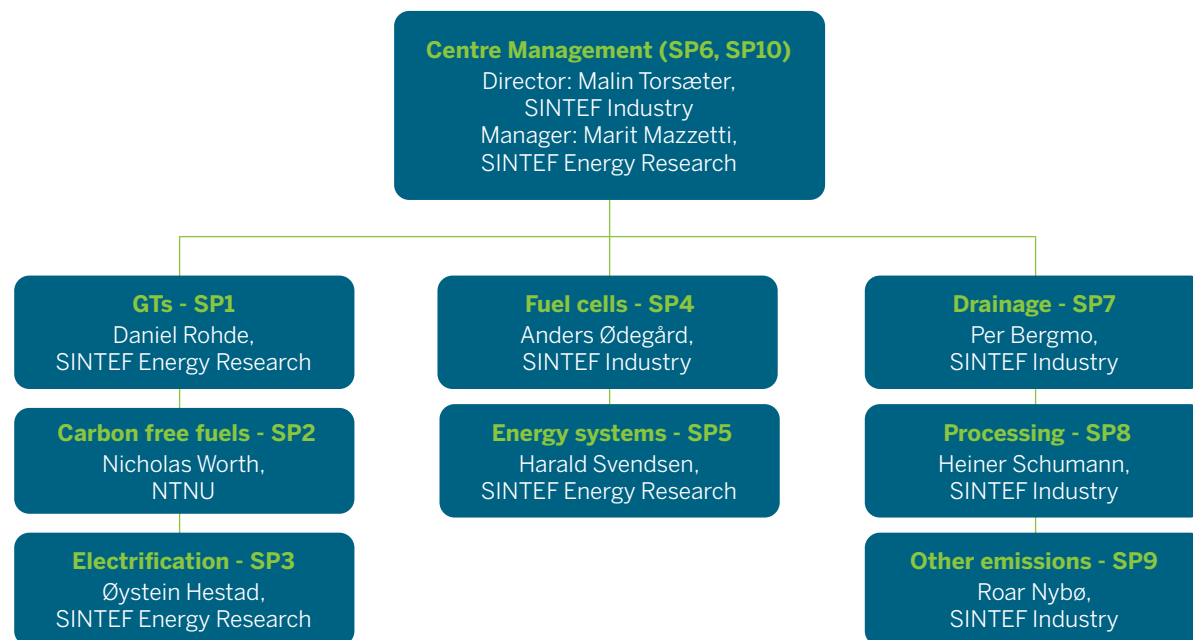 Centre Management (SP6, SP10)
Director: Malin Torsæter,
SINTEF Industry
Manager: Marit Mazzetti,
SINTEF Energy Research
GTs - SP1
Daniel Rohde,
SINTEF Energy Research
Carbon free fuels - SP2
Nicholas Worth,
NTNU
Electrification - SP3
Øystein Hestad,
SINTEF Energy Research
Fuel cells - SP4
Anders Ødegård,
SINTEF Industry
Energy systems - SP5
Harald Svendsen,
SINTEF Energy Research
Drainage - SP7
Per Bergmo,
SINTEF Industry
Processing - SP8
Heiner Schumann,
SINTEF Industry
Other emissions - SP9
Roar Nybø,
SINTEF Industry